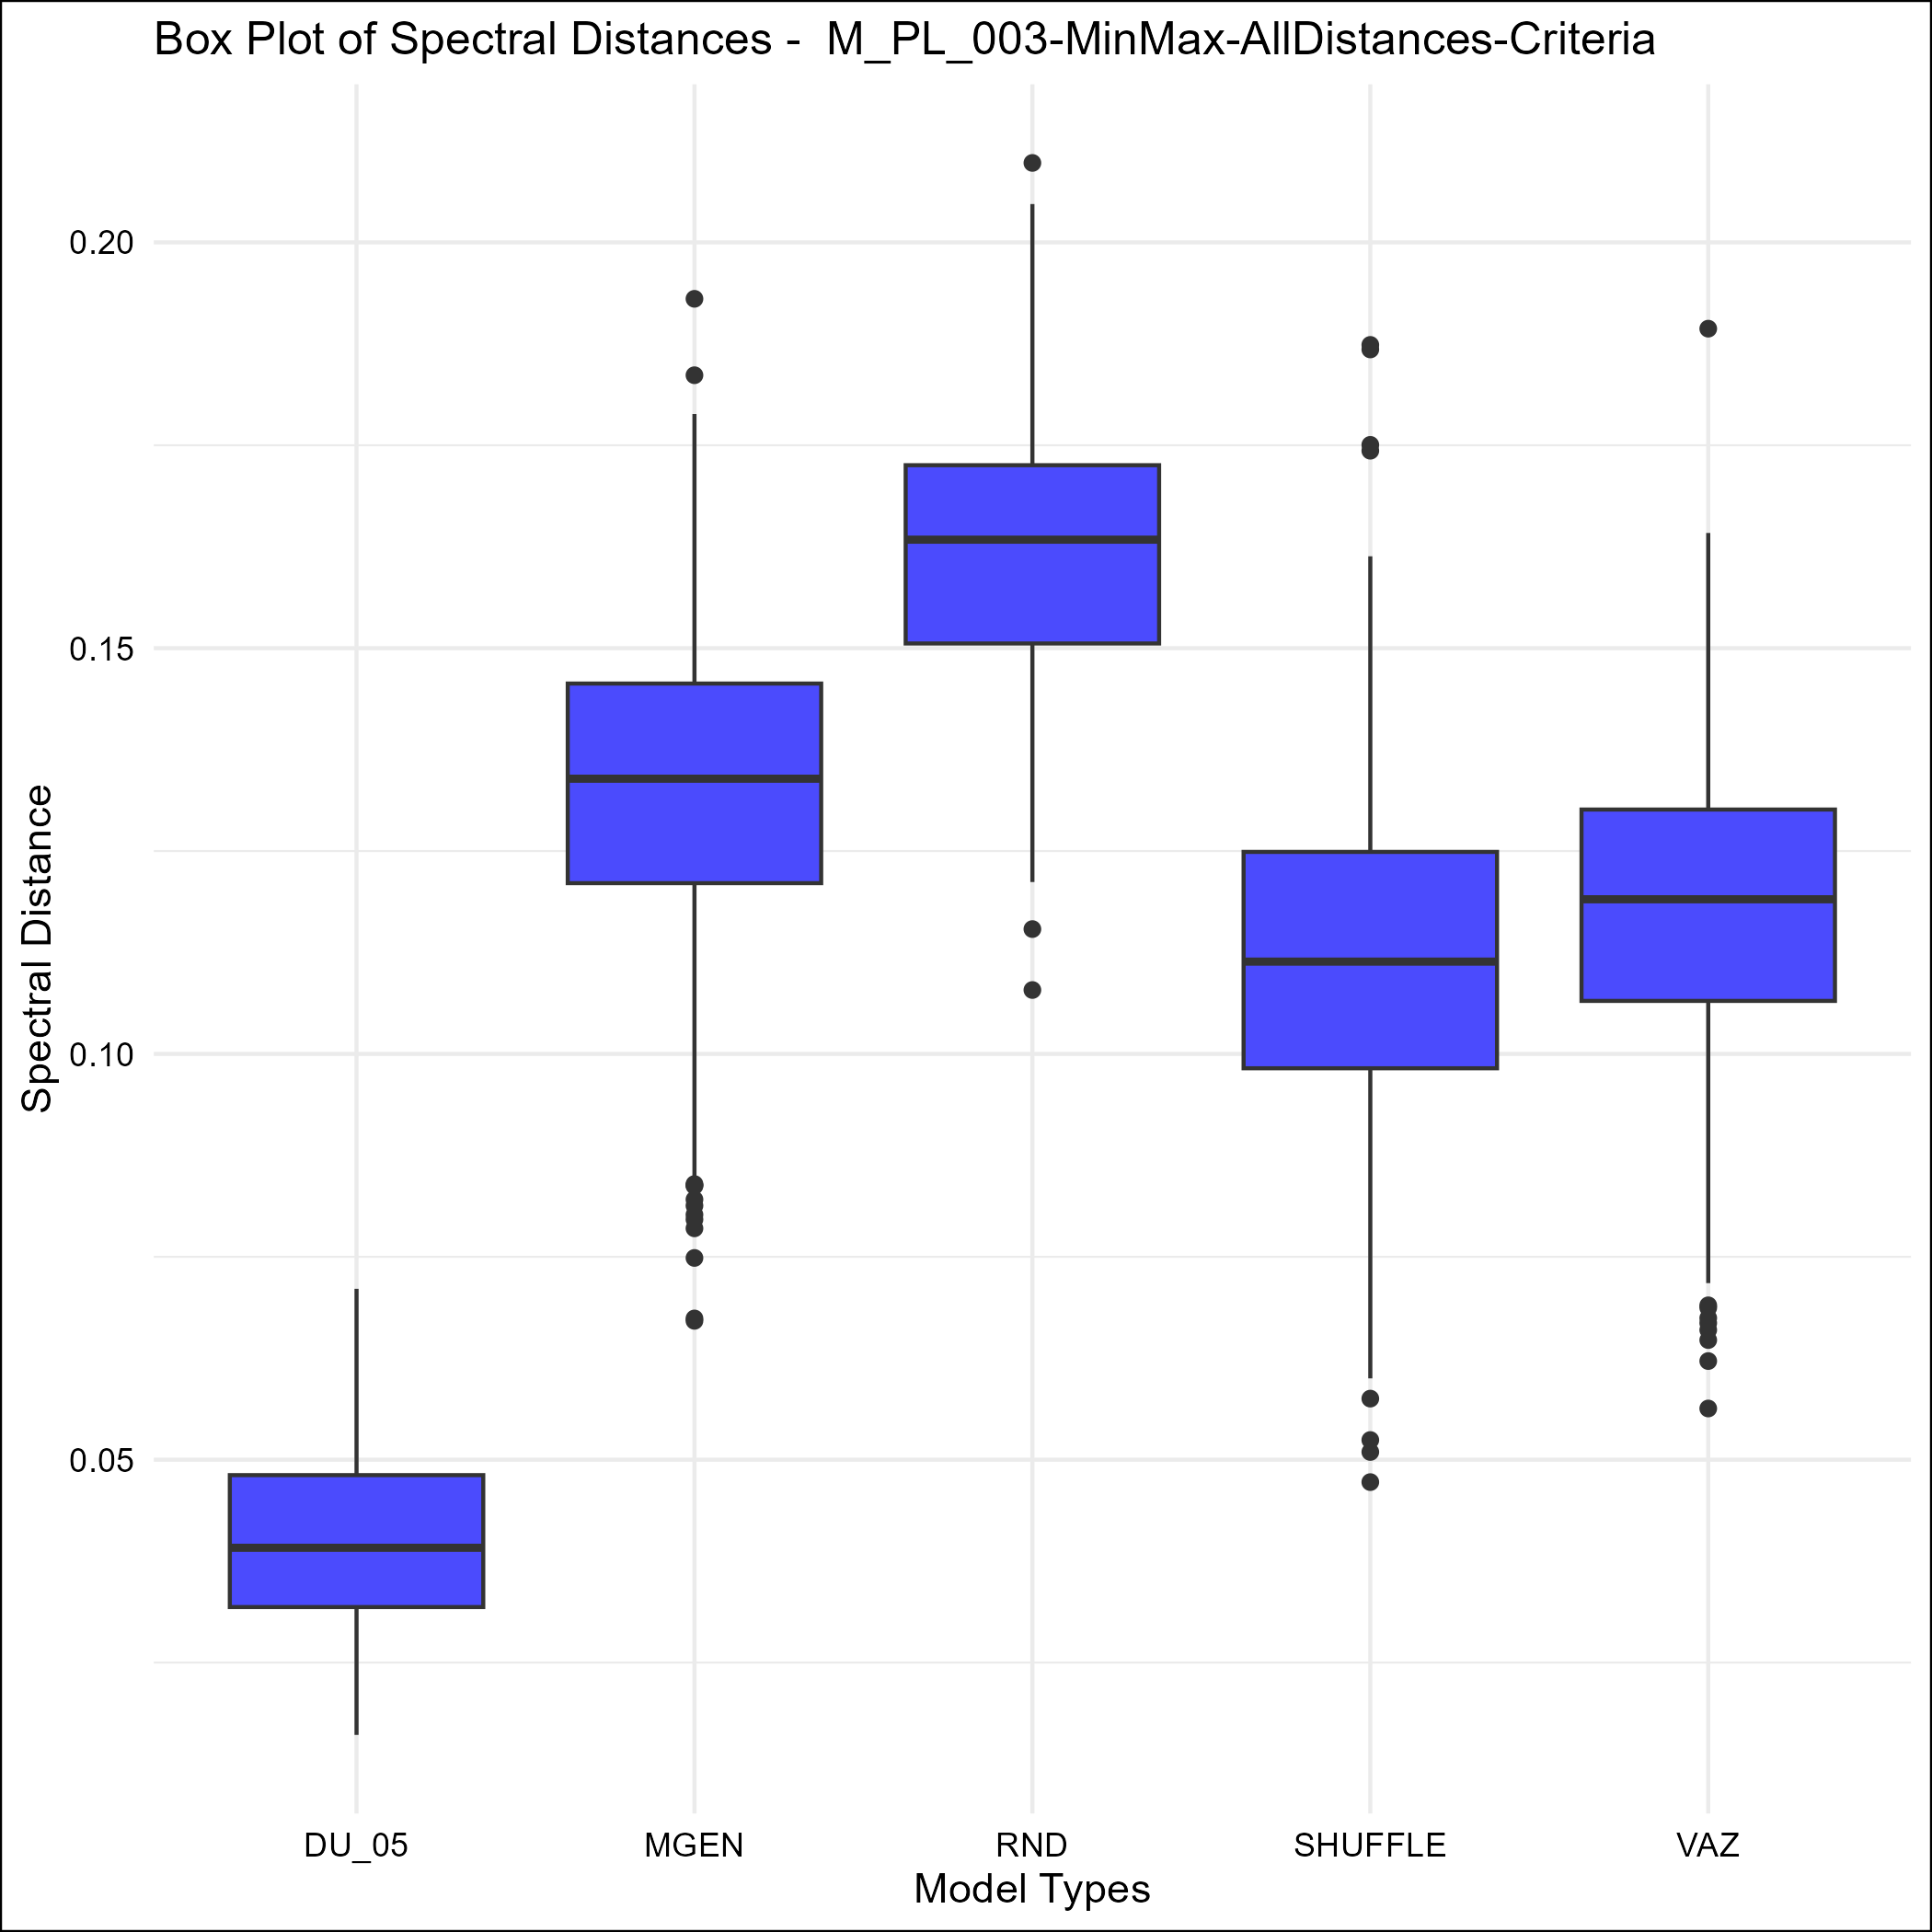 Box Plot of Spectral Distances -  M_PL_003-MinMax-AllDistances-Criteria
Spectral Distance
0.20
0.15
0.10
0.05
DU_05 MGEN RND SHUFFLE VAZ
Model Types